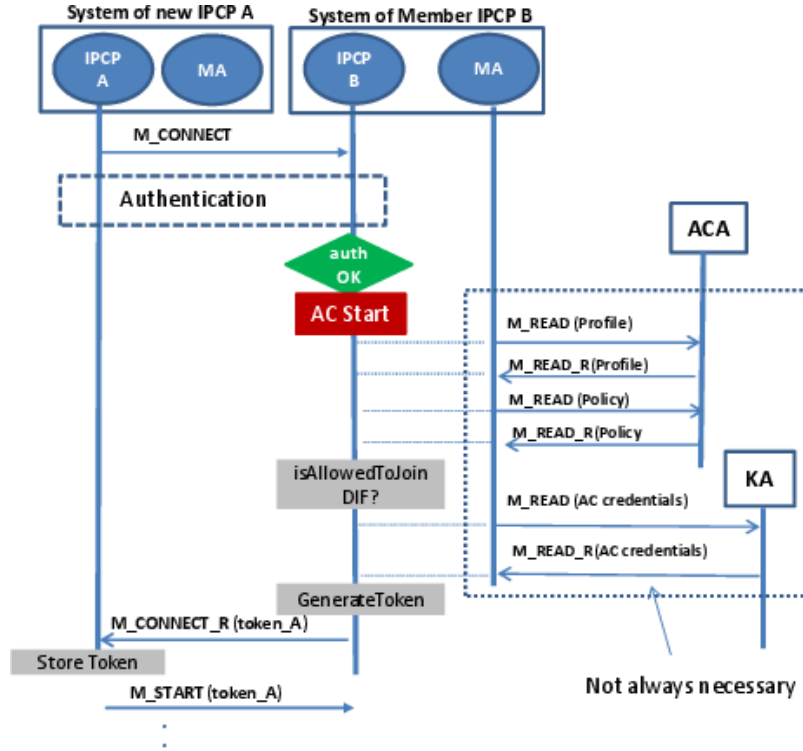 System of new IPCP A
System of Member IPCP B
IPCP
A
MA
IPCP
B
MA
M_CONNECT
Authentication
ACA
auth
OK
AC Start
M_READ (Profile)
M_READ_R(Profile)
M_READ (Policy)
M_READ_R(Policy
isAllowedToJoin
DIF?
KA
M_READ (AC credentials)
M_READ_R(AC credentials)
GenerateToken
M_CONNECT_R (token_A)
Store Token
Not always necessary
M_START (token_A)